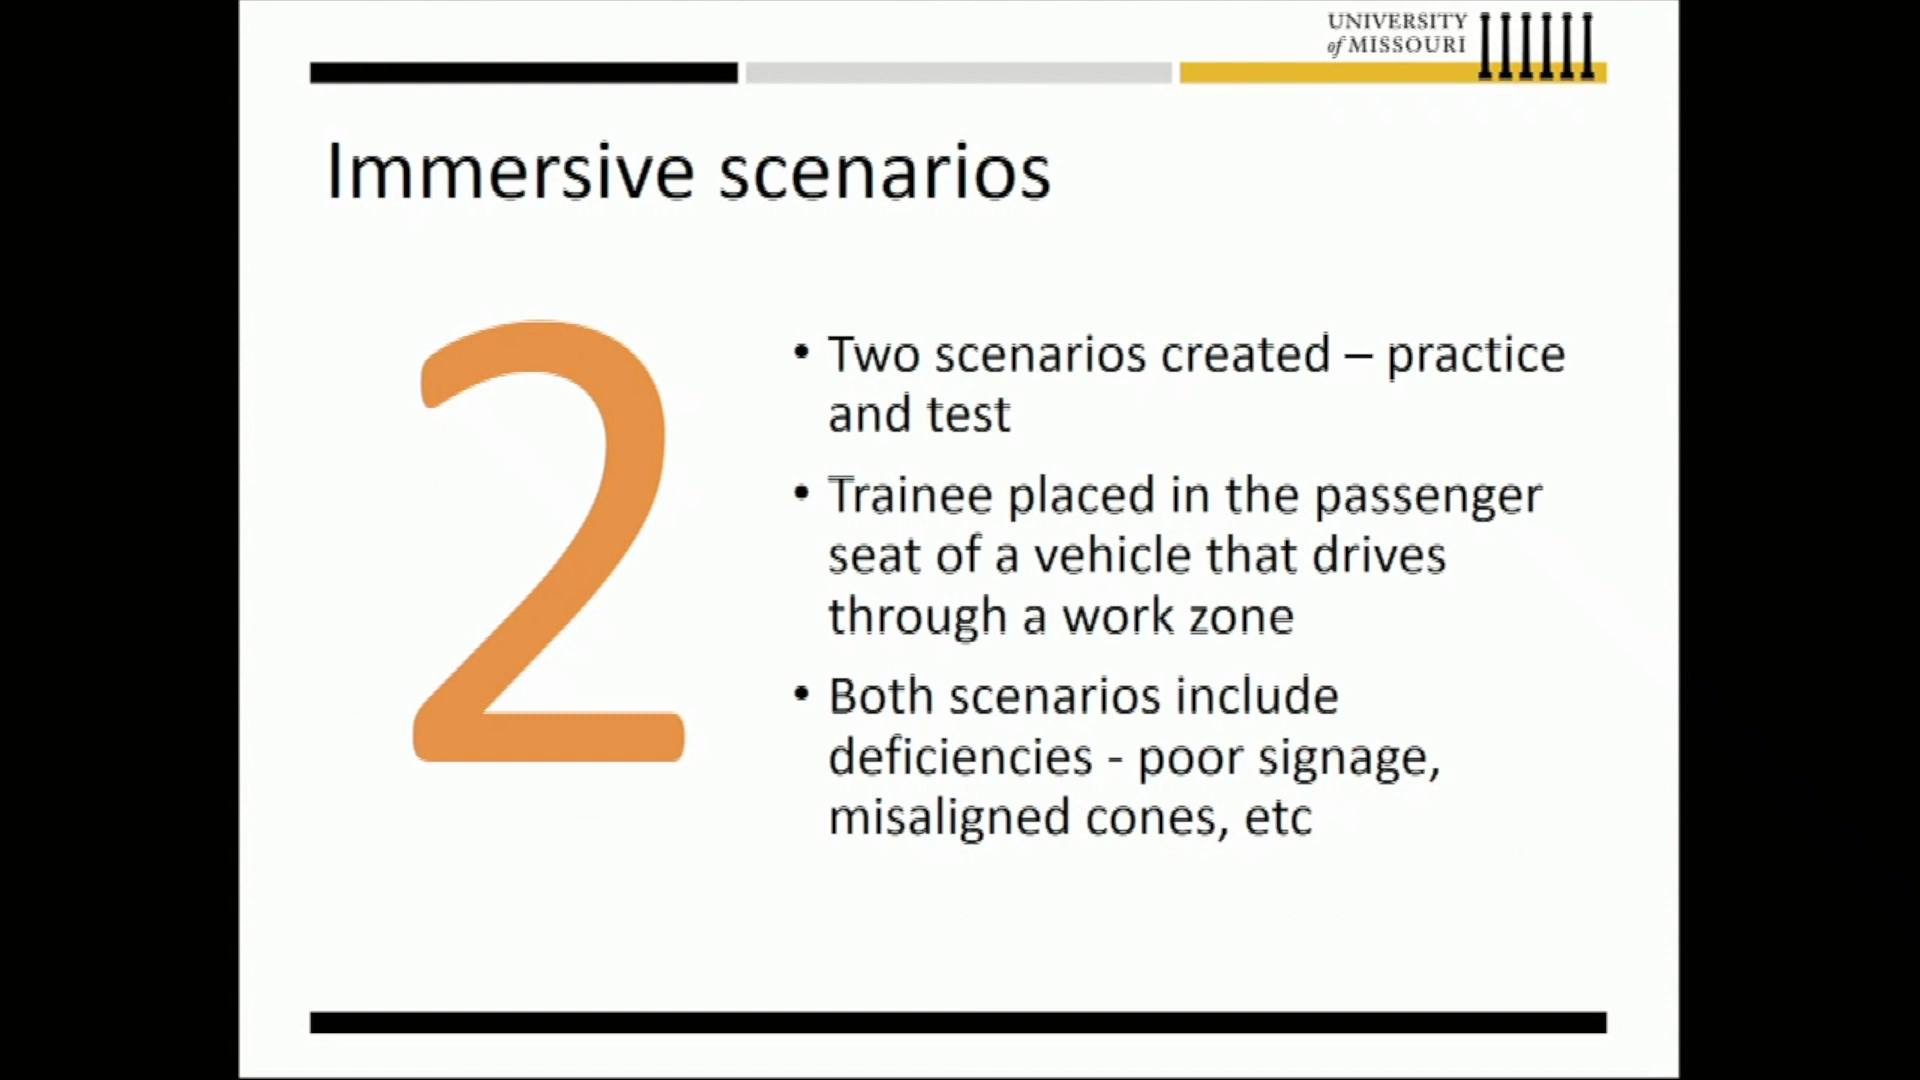 UNIVERSITY
of MISSOURI
Immersive scenarios
2
• Two scenarios created – practice
and test
• Trainee placed in the passenger
seat of a vehicle that drives
through a work zone
• Both scenarios include
deficiencies - poor signage,
misaligned cones, etc